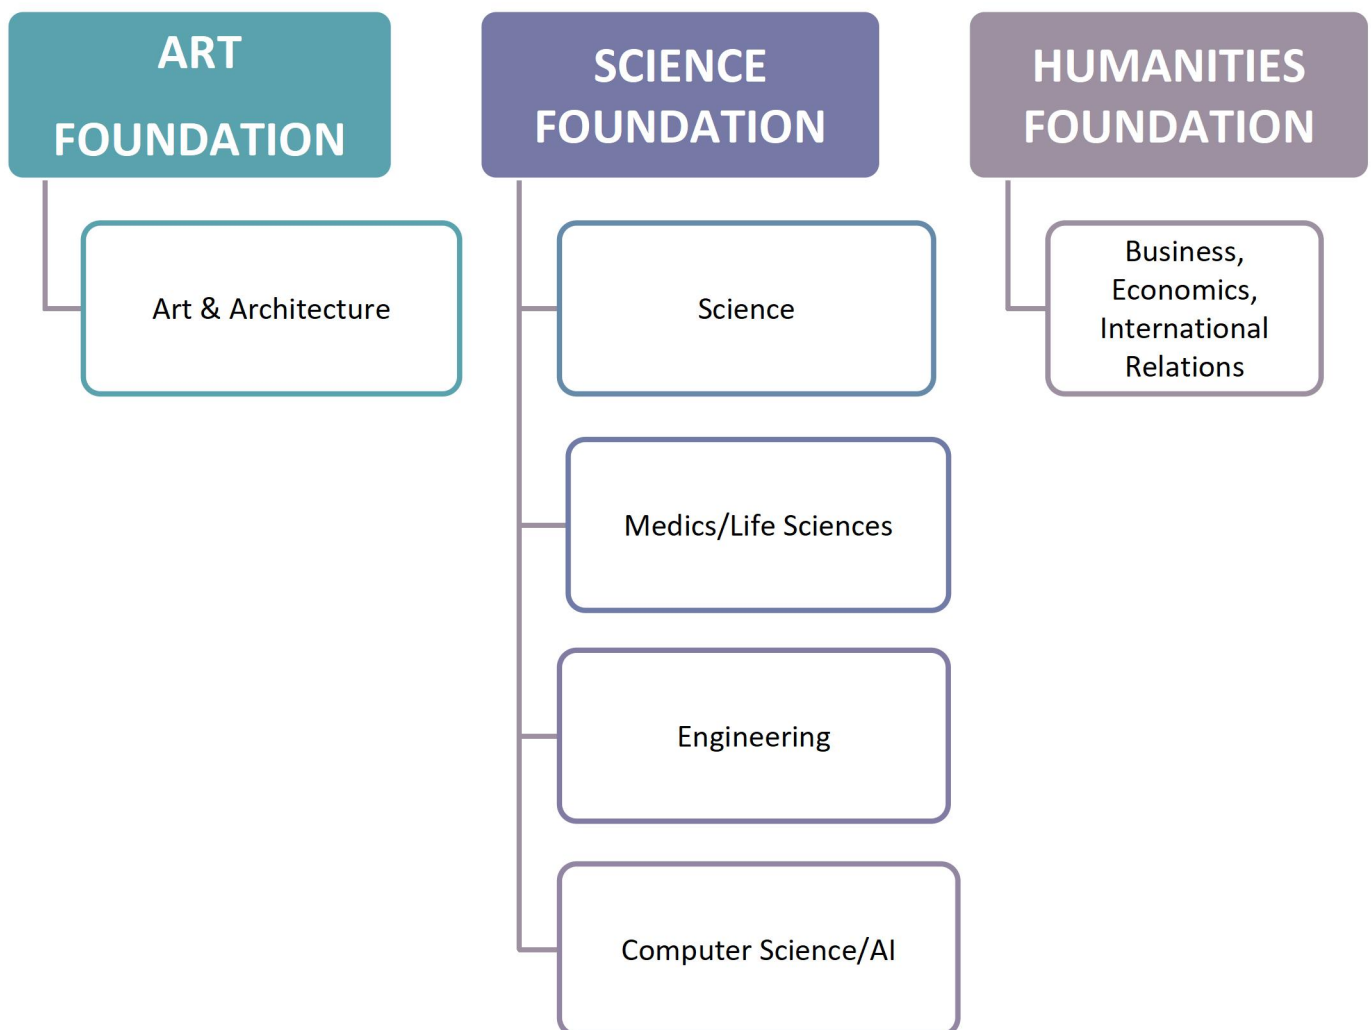 ART
FOUNDATION
Art & Architecture
SCIENCE
FOUNDATION
Science
Medics/Life Sciences
Engineering
Computer Science/AI
HUMANITIES
FOUNDATION
Business,
Economics,
International
Relations